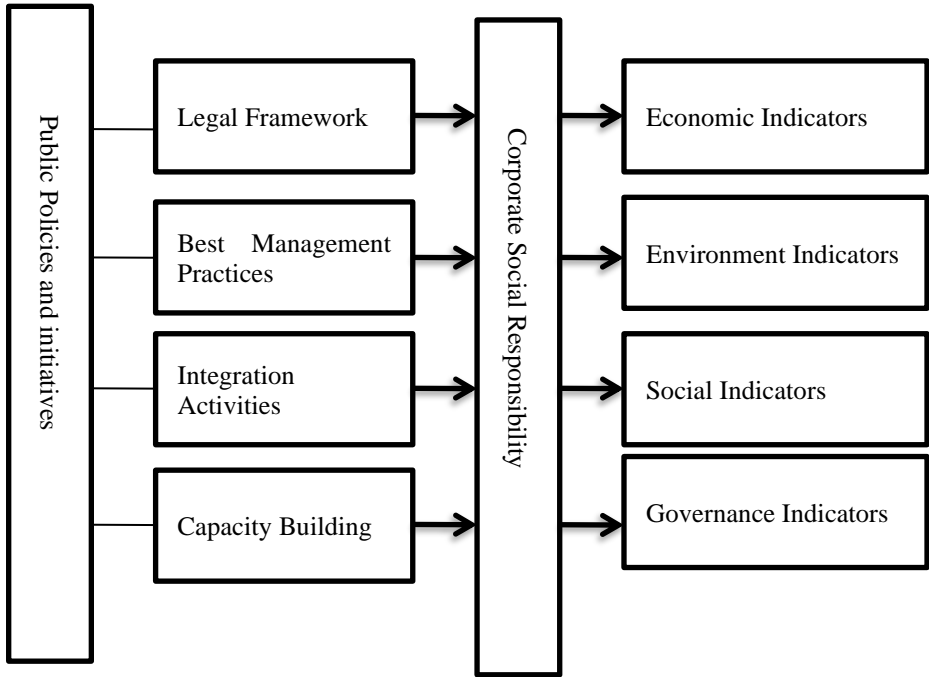 Public Policies and initiatives
Legal Framework
Best Management
Practices
Integration
Activities
Capacity Building
Corporate Social Responsibility
Economic Indicators
Environment Indicators
Social Indicators
Governance Indicators